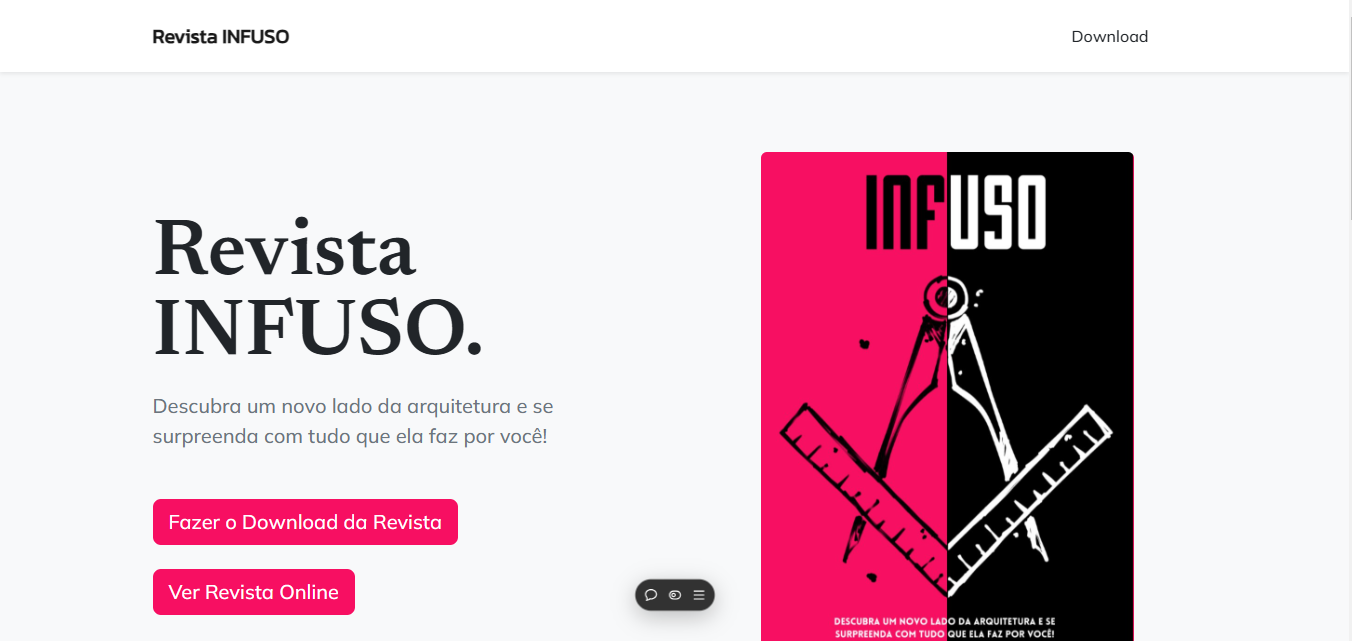 Revista INFUSO
Download
Revista
INFUSO.
Descubra um novo lado da arquitetura e se
surpreenda com tudo que ela faz por você!
Fazer o Download da Revista
Ver Revista Online
INFUSO
DESCUBRA UM NOVO LADO DA ARQUITETURA E SE
SURPREENDA COM TUDO QUE ELA FAZ POR VOCÊ!